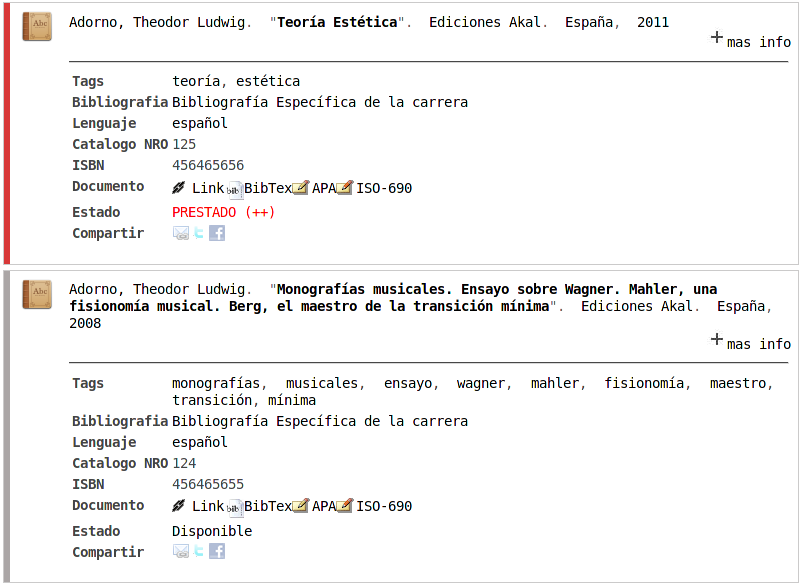 Adorno, Theodor Ludwig. "Teoría Estética". Ediciones Akal. España, 2011
+ mas info
Tags teoría, estética
Bibliografia Bibliografía Específica de la carrera
Lenguaje español
Catalogo NRO 125
ISBN 456465656
Documento Link BibTex APA ISO-690
Estado PRESTADO (++)
Compartir
Adorno, Theodor Ludwig. "Monografías musicales. Ensayo sobre Wagner. Mahler, una
fisionomía musical. Berg, el maestro de la transición mínima". Ediciones Akal. España,
2008
+ mas info
Tags monografías, musicales, ensayo, wagner, mahler, fisionomía, maestro,
transición, mínima
Bibliografia Bibliografía Específica de la carrera
Lenguaje español
Catalogo NRO 124
ISBN 456465655
Documento Link BibTex APA ISO-690
Estado Disponible
Compartir